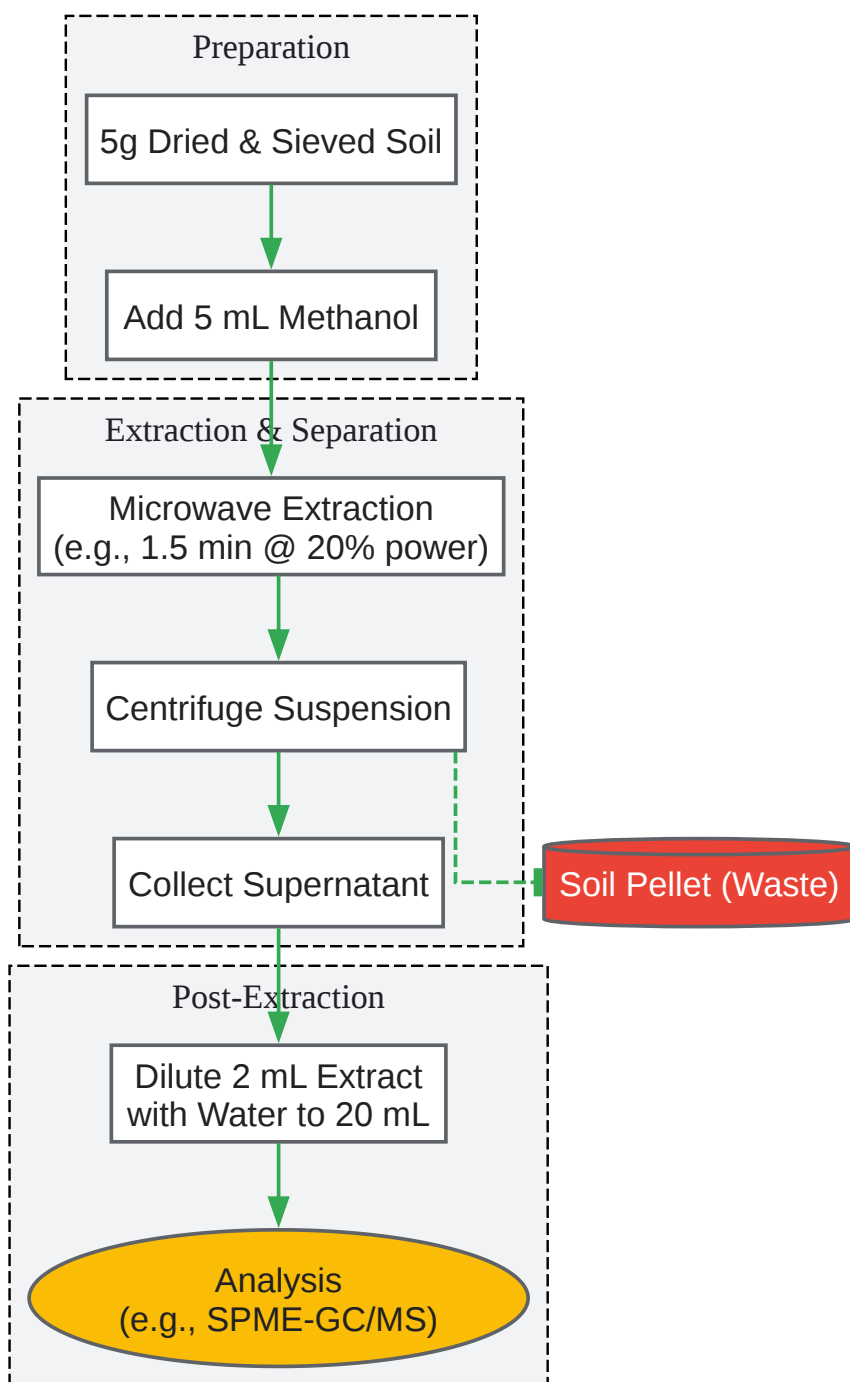 Preparation
5g Dried & Sieved Soil
Add 5 mL Methanol
Extraction & Separation
Microwave Extraction
(e.g., 1.5 min @ 20% power)
Centrifuge Suspension
Collect Supernatant
Soil Pellet (Waste)
Post-Extraction
Dilute 2 mL Extract
with Water to 20 mL
Analysis
(e.g., SPME-GC/MS)